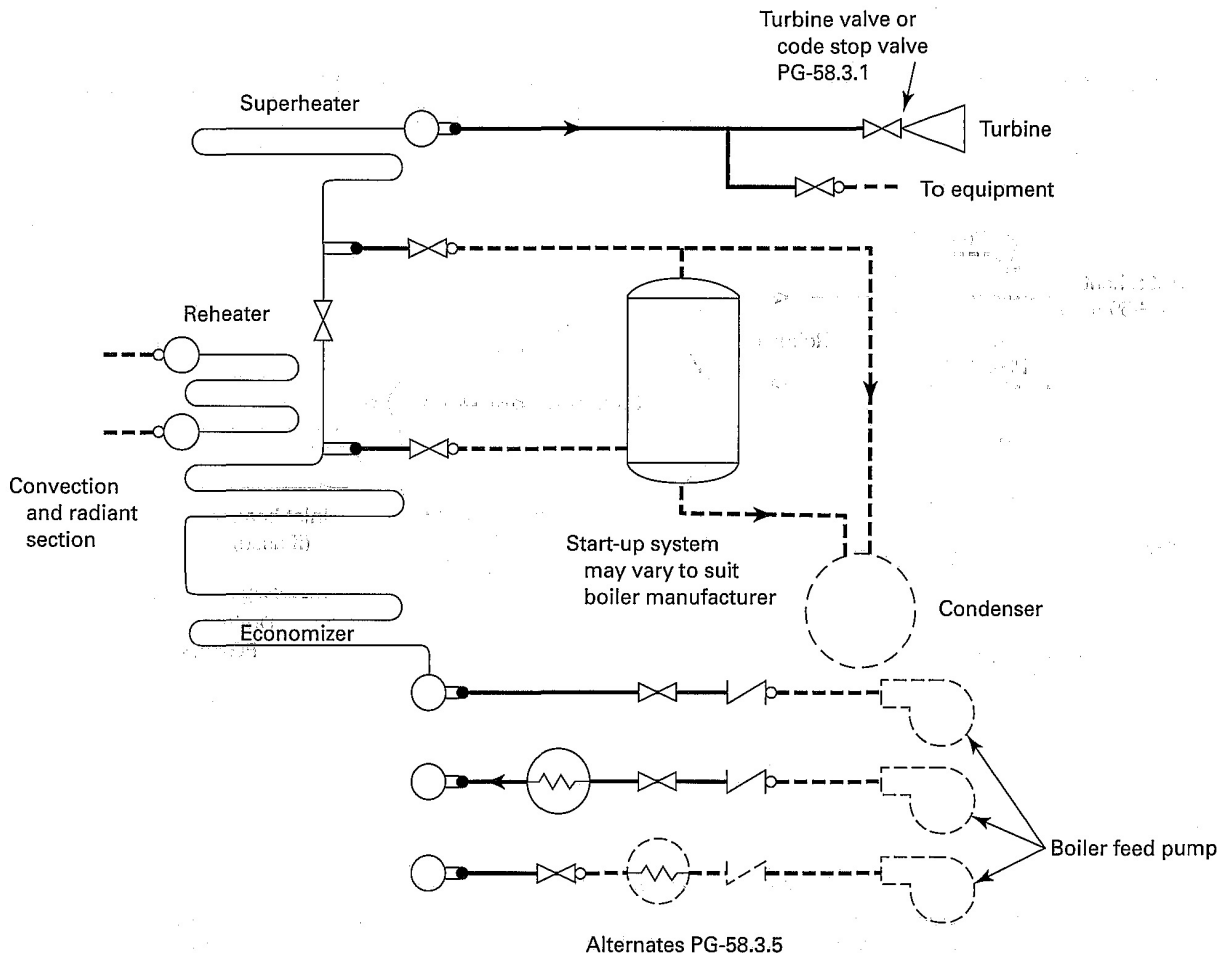 Turbine valve or
code stop valve
PG-58.3.1
Superheater
Turbine
To equipment
Reheater
Convection
and radiant
section
Start-up system
may vary to suit
boiler manufacturer
Condenser
Economizer
Boiler feed pump
Alternates PG-58.3.5